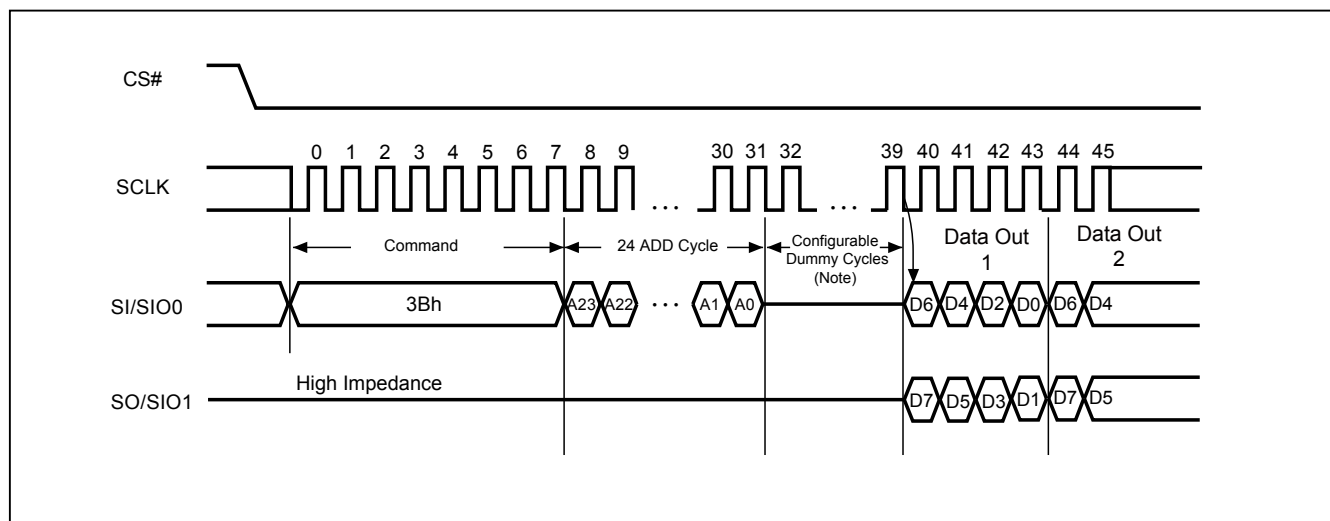 CS#
0 1 2 3 4 5 6 7 8 9 30 31 32 39 40 41 42 43 44 45
SCLK
... ...
Command 24 ADD Cycle Configurable Dummy Cycles (Note) Data Out 1 Data Out 2
SI/SIO0 3Bh A23 A22 ... A1 A0 D6 D4 D2 D0 D6 D4
High Impedance
SO/SIO1 D7 D5 D3 D1 D7 D5